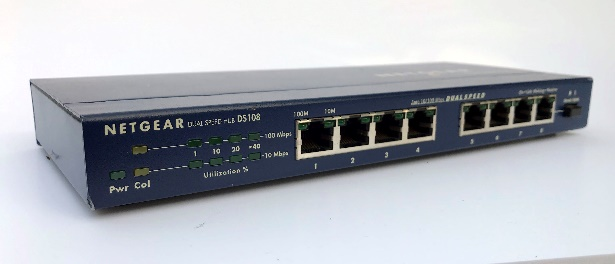 NETGEAR DUAL SPEED HUB DS108
100M 10M
DUAL SPEED
100 Mbps
1 10 20 +40
10 Mbps
Pwr Col
Utilization %
1 2 3 4 5 6 7 8